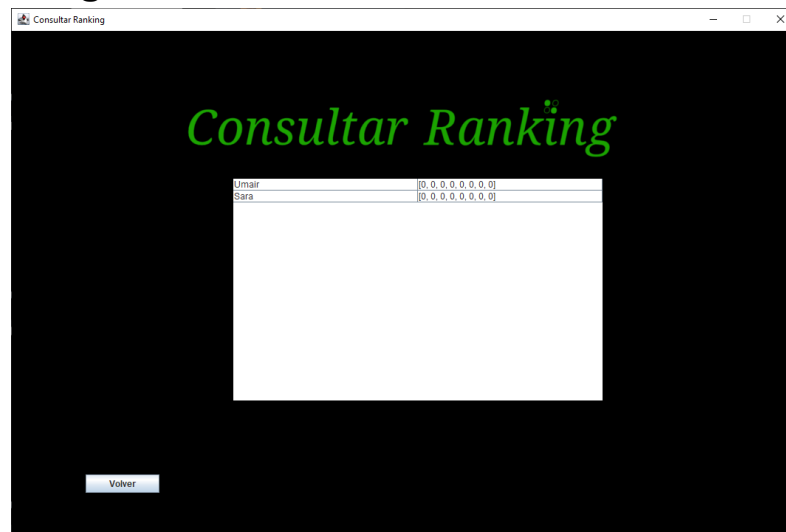 Consultar Ranking
Consultar Ranking
Umair [0, 0, 0, 0, 0, 0, 0, 0]
Sara [0, 0, 0, 0, 0, 0, 0, 0]
Volver